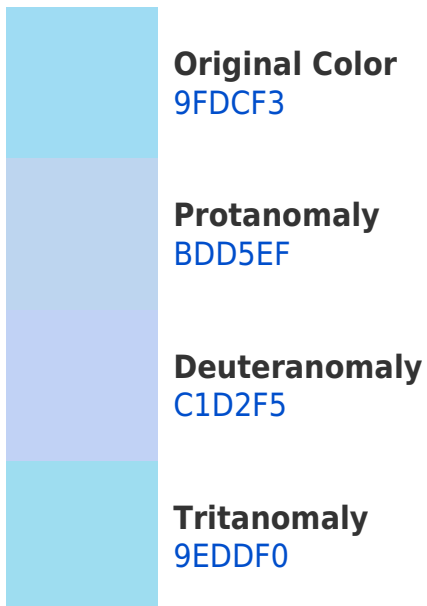 Original Color
9FDCF3
Protanomaly
BDD5EF
Deuteranomaly
C1D2F5
Tritanomaly
9EDDF0